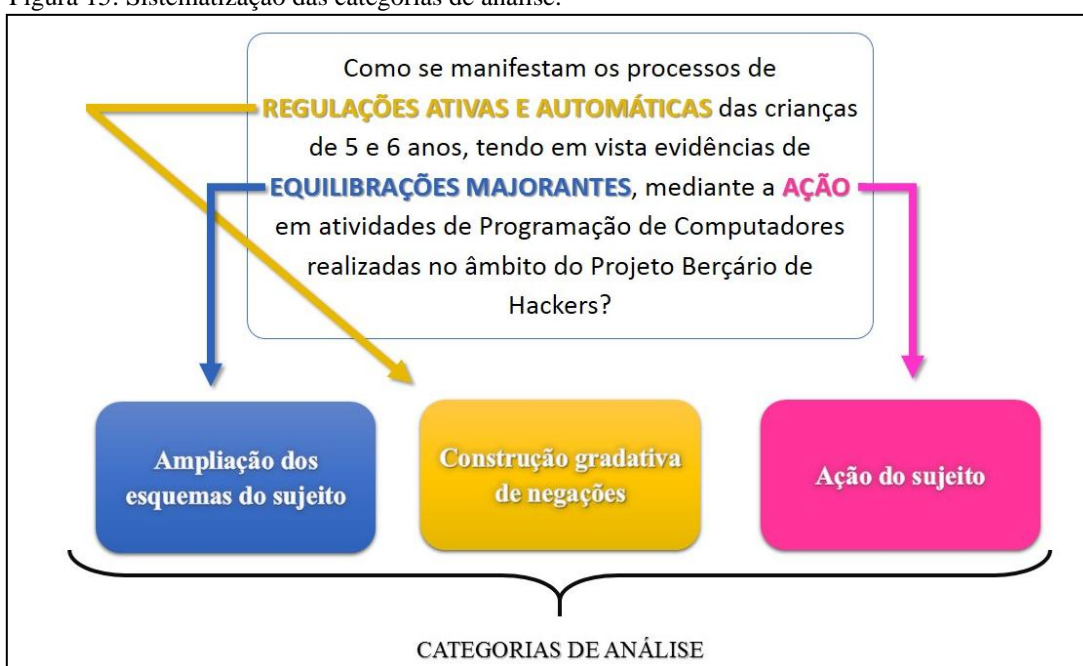 Figura 15: Sistematização das categorias de análise.
Como se manifestam os processos de
REGULAÇÕES ATIVAS E AUTOMÁTICAS das crianças
de 5 e 6 anos, tendo em vista evidências de
EQUILIBRAÇÕES MAJORANTES, mediante a AÇÃO
em atividades de Programação de Computadores
realizadas no âmbito do Projeto Berçário de
Hackers?
Ampliação dos
esquemas do sujeito
Construção gradativa
de negações
Ação do sujeito
CATEGORIAS DE ANÁLISE